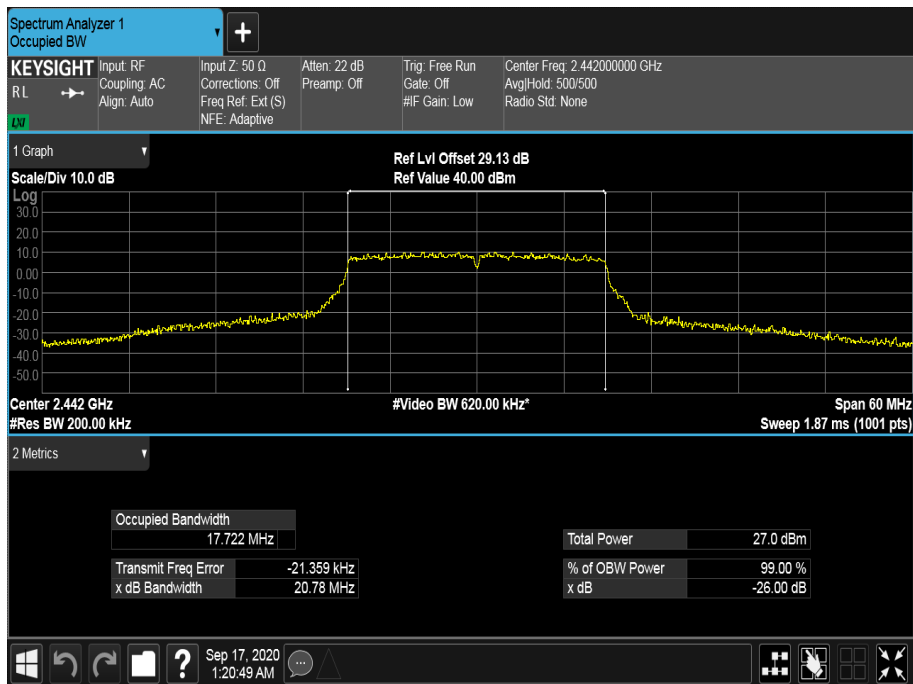 Spectrum Analyzer 1
Occupied BW
+
KEYSIGHT
R L
LXI
Input: RF
Coupling: AC
Align: Auto
Input Z: 50 Ω
Corrections: Off
Freq Ref: Ext (S)
NFE: Adaptive
Atten: 22 dB
Preamp: Off
Trig: Free Run
Gate: Off
#IF Gain: Low
Center Freq: 2.442000000 GHz
Avg|Hold: 500/500
Radio Std: None
1 Graph
Scale/Div 10.0 dB
Ref Lvl Offset 29.13 dB
Ref Value 40.00 dBm
Log
30.0
20.0
10.0
0.00
-10.0
-20.0
-30.0
-40.0
-50.0
Center 2.442 GHz
#Video BW 620.00 kHz*
Span 60 MHz
#Res BW 200.00 kHz
Sweep 1.87 ms (1001 pts)
2 Metrics
Occupied Bandwidth
17.722 MHz
Total Power 27.0 dBm
Transmit Freq Error -21.359 kHz
% of OBW Power 99.00 %
x dB Bandwidth 20.78 MHz
x dB -26.00 dB
?
Sep 17, 2020
1:20:49 AM